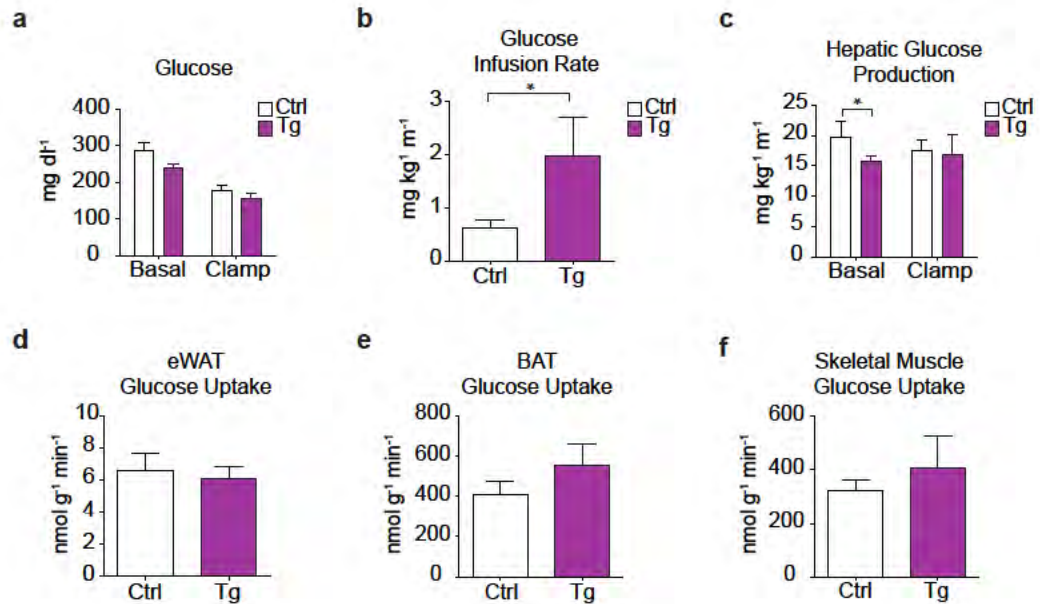 a
Glucose
mg dl-1
400
300
200
100
0
Basal Clamp
Ctrl
Tg
b
Glucose
Infusion Rate
mg kg-1 m-1
3
2
1
0
*
Ctrl Tg
Ctrl
Tg
c
Hepatic Glucose
Production
mg kg-1 m-1
25
20
15
10
5
0
*
Basal Clamp
Ctrl
Tg
d
eWAT
Glucose Uptake
nmol g-1 min-1
10
8
6
4
2
0
Ctrl Tg
e
BAT
Glucose Uptake
nmol g-1 min-1
800
600
400
200
0
Ctrl Tg
f
Skeletal Muscle
Glucose Uptake
nmol g-1 min-1
600
400
200
0
Ctrl Tg